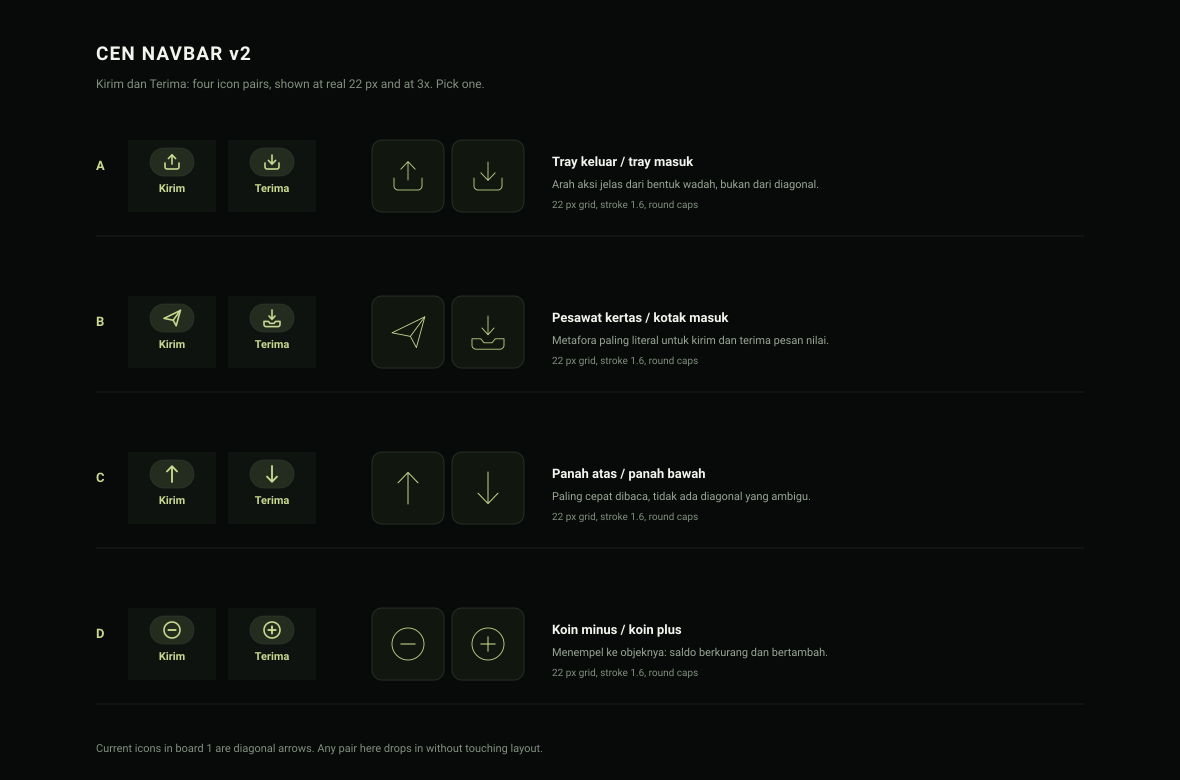 CEN NAVBAR v2
Kirim dan Terima: four icon pairs, shown at real 22 px and at 3x. Pick one.
A
Kirim
Terima
Tray keluar / tray masuk
Arah aksi jelas dari bentuk wadah, bukan dari diagonal.
22 px grid, stroke 1.6, round caps
B
Kirim
Terima
Pesawat kertas / kotak masuk
Metafora paling literal untuk kirim dan terima pesan nilai.
22 px grid, stroke 1.6, round caps
C
Kirim
Terima
Panah atas / panah bawah
Paling cepat dibaca, tidak ada diagonal yang ambigu.
22 px grid, stroke 1.6, round caps
D
Kirim
Terima
Koin minus / koin plus
Menempel ke objeknya: saldo berkurang dan bertambah.
22 px grid, stroke 1.6, round caps
Current icons in board 1 are diagonal arrows. Any pair here drops in without touching layout.